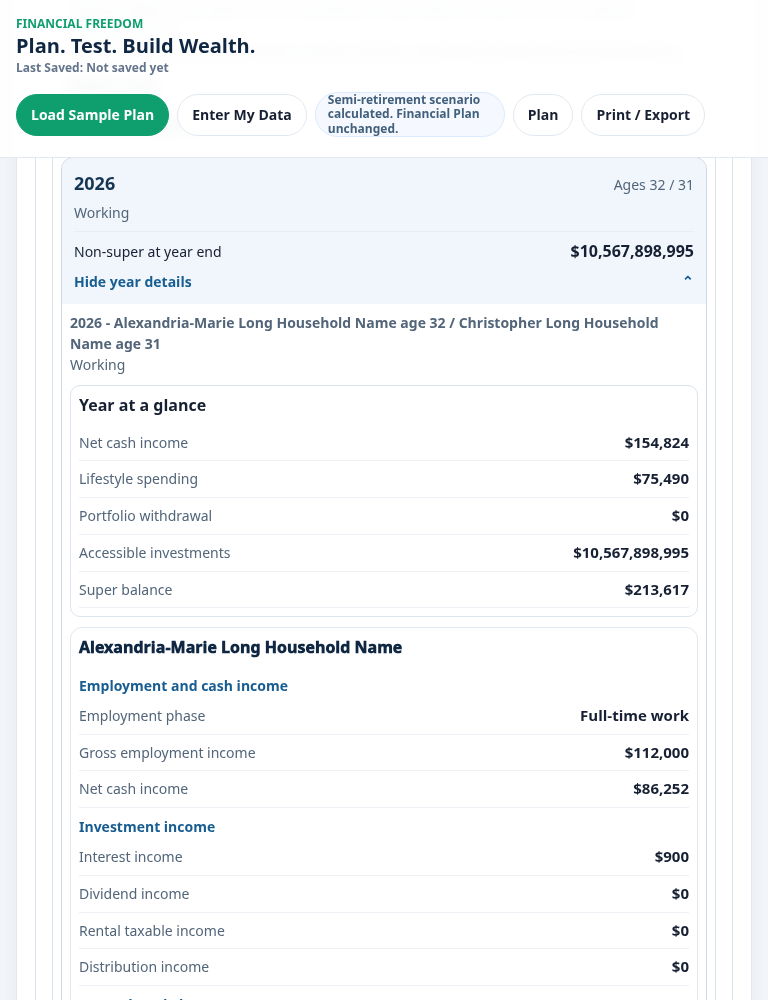 FINANCIAL FREEDOM
Plan. Test. Build Wealth.
Last Saved: Not saved yet
Load Sample Plan
Enter My Data
Semi-retirement scenario
calculated. Financial Plan
unchanged.
Plan
Print / Export
2026
Ages 32 / 31
Working
Non-super at year end
$10,567,898,995
Hide year details
2026 - Alexandria-Marie Long Household Name age 32 / Christopher Long Household
Name age 31
Working
Year at a glance
Net cash income $154,824
Lifestyle spending $75,490
Portfolio withdrawal $0
Accessible investments $10,567,898,995
Super balance $213,617
Alexandria-Marie Long Household Name
Employment and cash income
Employment phase Full-time work
Gross employment income $112,000
Net cash income $86,252
Investment income
Interest income $900
Dividend income $0
Rental taxable income $0
Distribution income $0